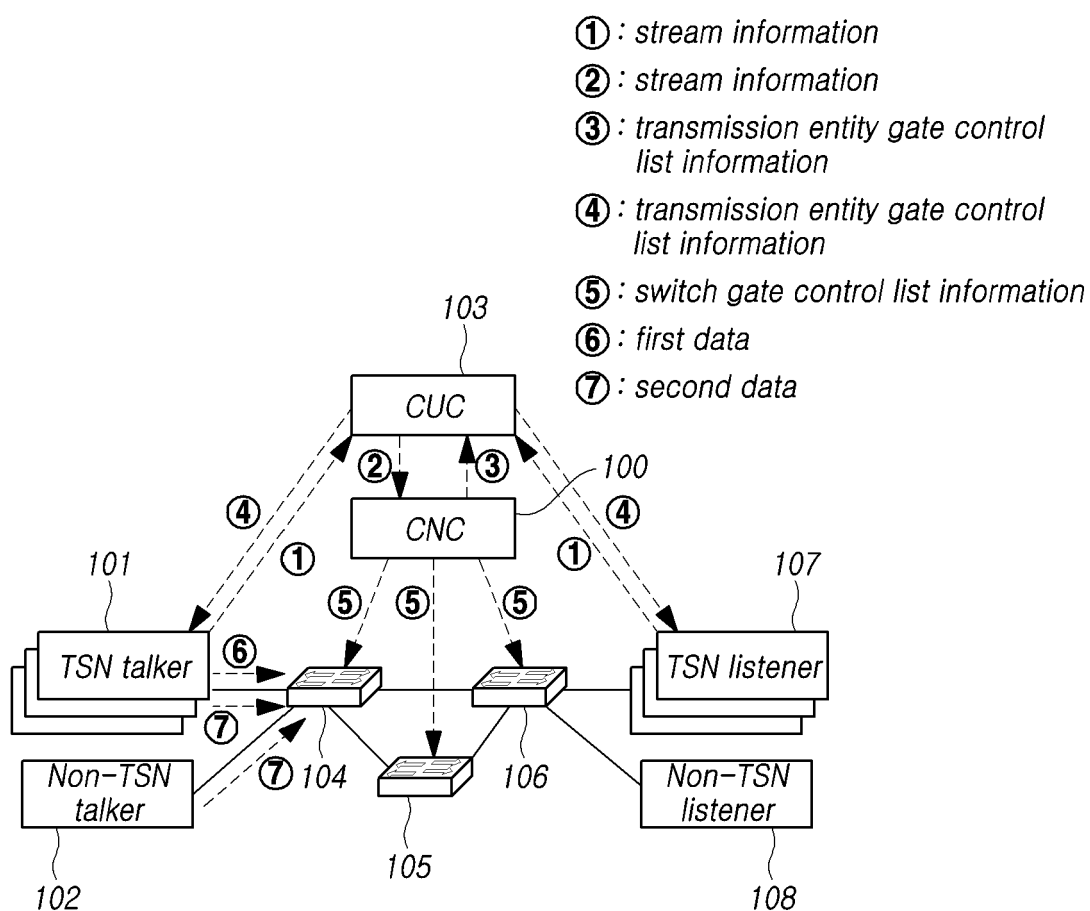 ① : stream information
② : stream information
③ : transmission entity gate control
list information
④ : transmission entity gate control
list information
⑤ : switch gate control list information
⑥ : first data
⑦ : second data
103
CUC
② ③ 100
④ CNC ④
① ①
101 107
⑤ ⑤ ⑤
TSN talker ⑥ TSN listener
⑦
104 106
Non-TSN ⑦ Non-TSN
talker listener
105
102 108